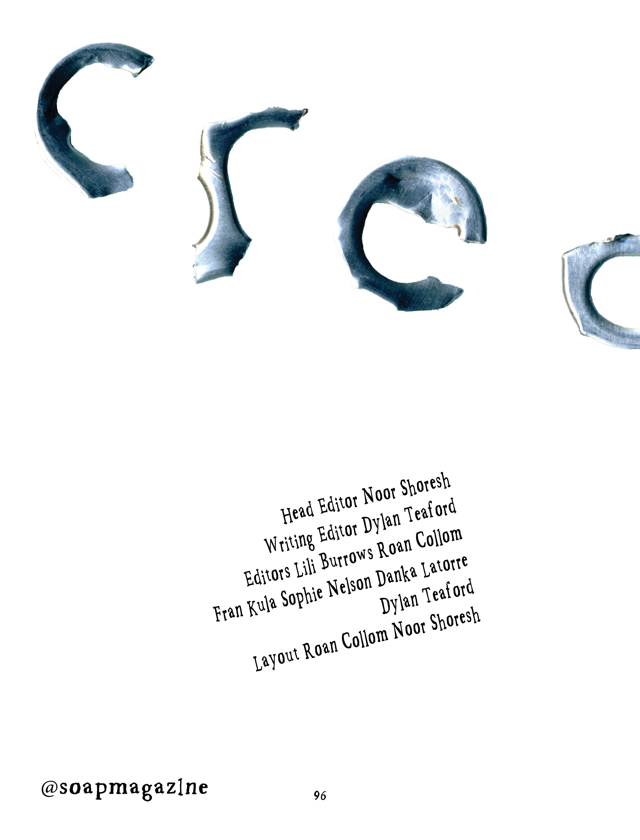 cre
Head Editor Noor Shoresh
Writing Editor Dylan Teaford
Editors Lili Burrows Roan Collom
Fran Kula Sophie Nelson Danka Latorre
Dylan Teaford
Layout Roan Collom Noor Shoresh
@soapmagaz1ne
96